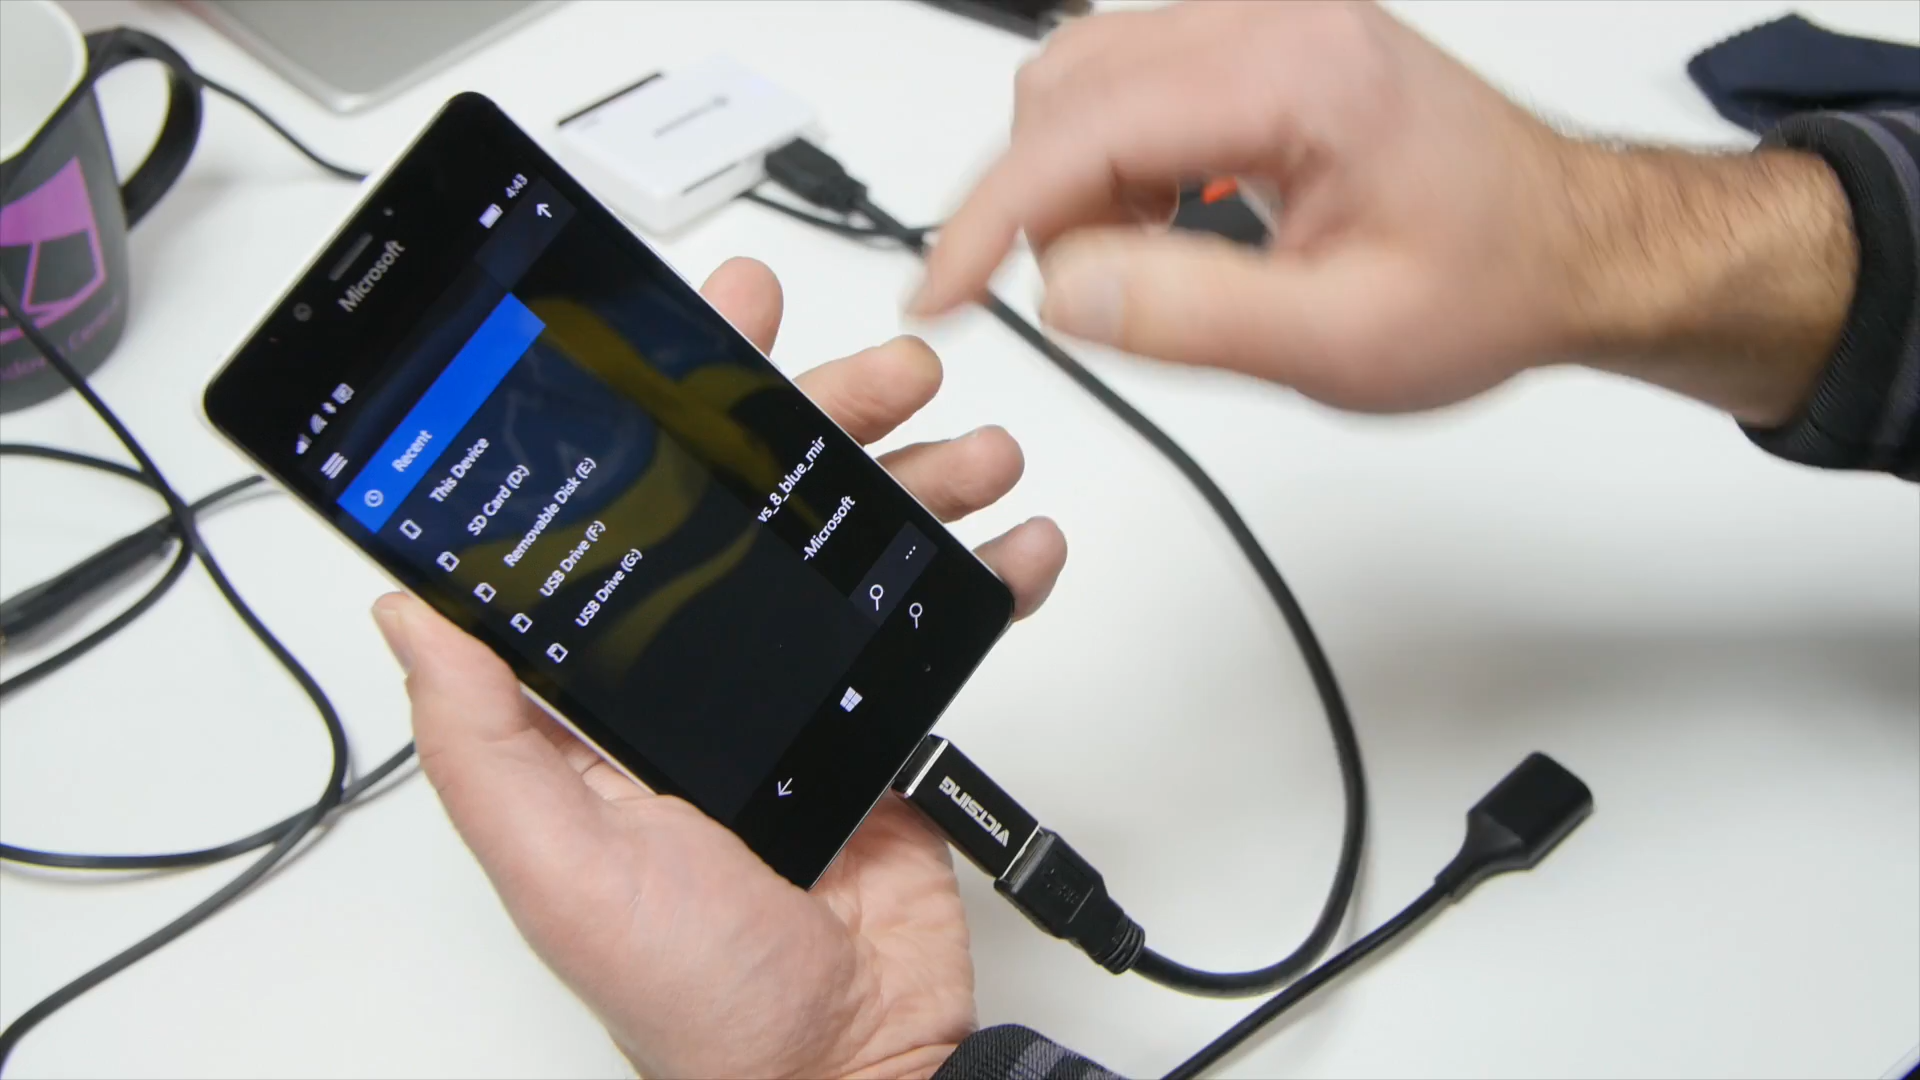 4:43
Microsoft
Recent
This Device
SD Card (D:)
Removable Disk (E:)
USB Drive (F:)
USB Drive (G:)
vs_8_blue_mir
-Microsoft
VICTSING